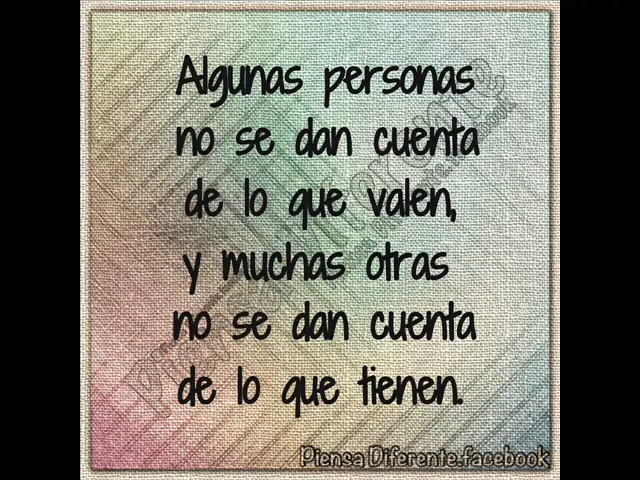 Algunas personas
no se dan cuenta
de lo que valen,
y muchas otras
no se dan cuenta
de lo que tienen.
Piensa Diferente.facebook